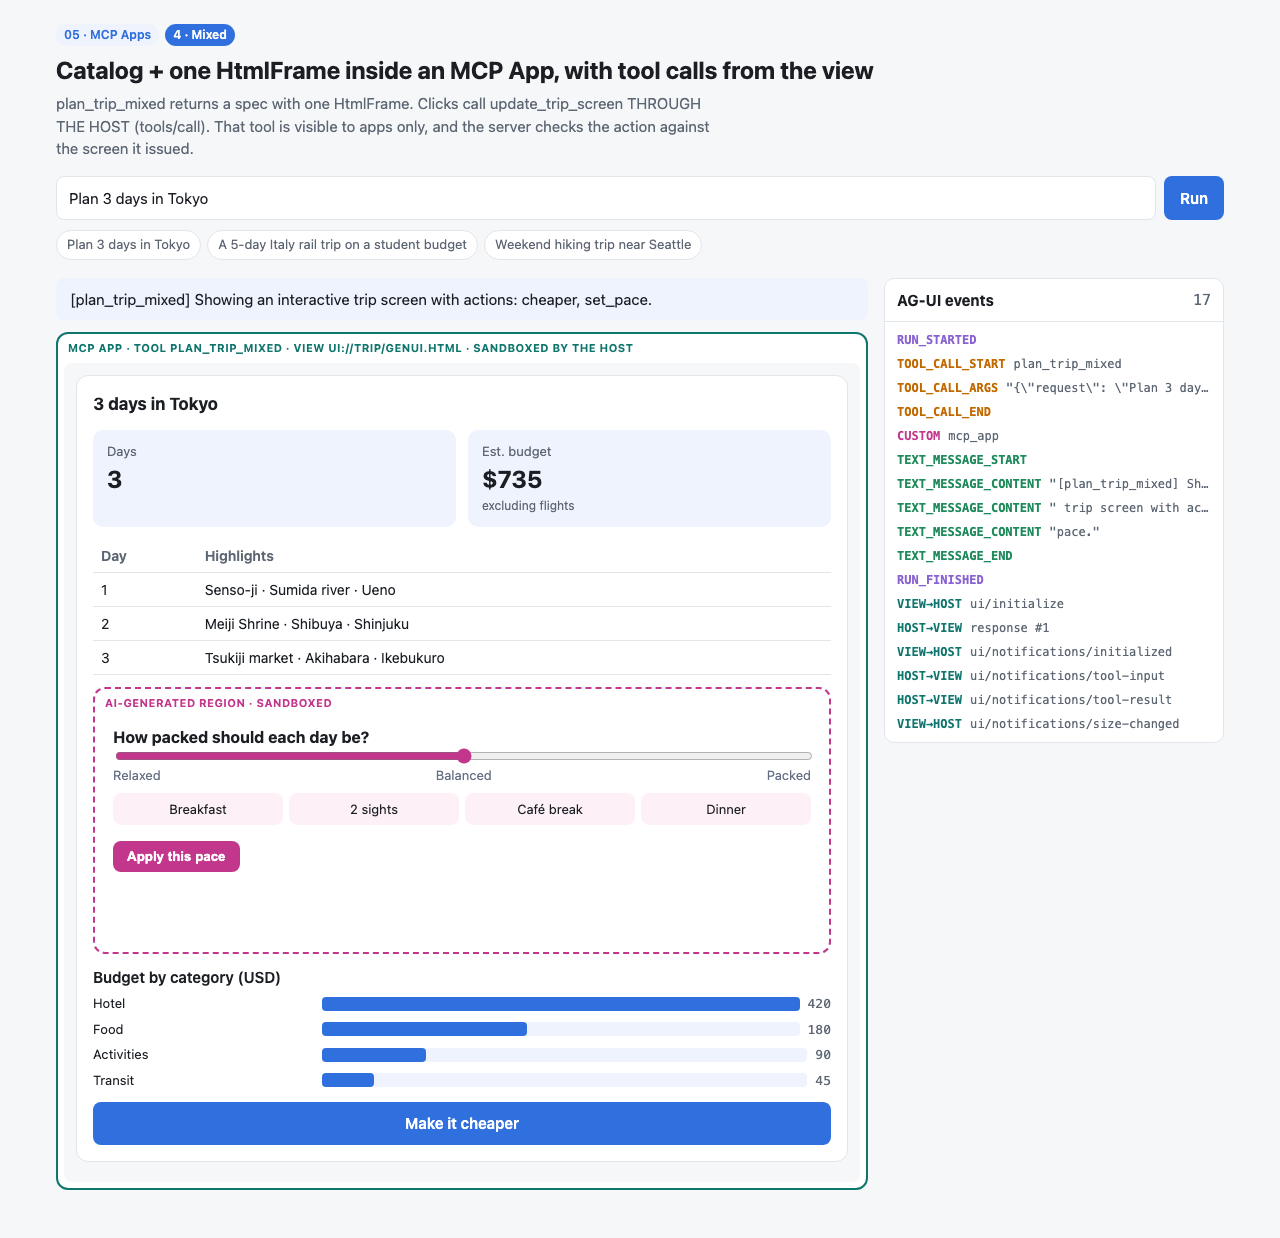 05 · MCP Apps
4 · Mixed
Catalog + one HtmlFrame inside an MCP App, with tool calls from the view
plan_trip_mixed returns a spec with one HtmlFrame. Clicks call update_trip_screen THROUGH
THE HOST (tools/call). That tool is visible to apps only, and the server checks the action against
the screen it issued.
Plan 3 days in Tokyo
Run
Plan 3 days in Tokyo
A 5-day Italy rail trip on a student budget
Weekend hiking trip near Seattle
[plan_trip_mixed] Showing an interactive trip screen with actions: cheaper, set_pace.
MCP APP · TOOL PLAN_TRIP_MIXED · VIEW UI://TRIP/GENUI.HTML · SANDBOXED BY THE HOST
3 days in Tokyo
Days
3
Est. budget
$735
excluding flights
Day Highlights
1 Senso-ji · Sumida river · Ueno
2 Meiji Shrine · Shibuya · Shinjuku
3 Tsukiji market · Akihabara · Ikebukuro
AI-GENERATED REGION · SANDBOXED
How packed should each day be?
Relaxed Balanced Packed
Breakfast 2 sights Café break Dinner
Apply this pace
Budget by category (USD)
Hotel 420
Food 180
Activities 90
Transit 45
Make it cheaper
AG-UI events 17
RUN_STARTED
TOOL_CALL_START plan_trip_mixed
TOOL_CALL_ARGS "{\"request\": \"Plan 3 day…
TOOL_CALL_END
CUSTOM mcp_app
TEXT_MESSAGE_START
TEXT_MESSAGE_CONTENT "[plan_trip_mixed] Sh…
TEXT_MESSAGE_CONTENT " trip screen with ac…
TEXT_MESSAGE_CONTENT "pace."
TEXT_MESSAGE_END
RUN_FINISHED
VIEW→HOST ui/initialize
HOST→VIEW response #1
VIEW→HOST ui/notifications/initialized
HOST→VIEW ui/notifications/tool-input
HOST→VIEW ui/notifications/tool-result
VIEW→HOST ui/notifications/size-changed